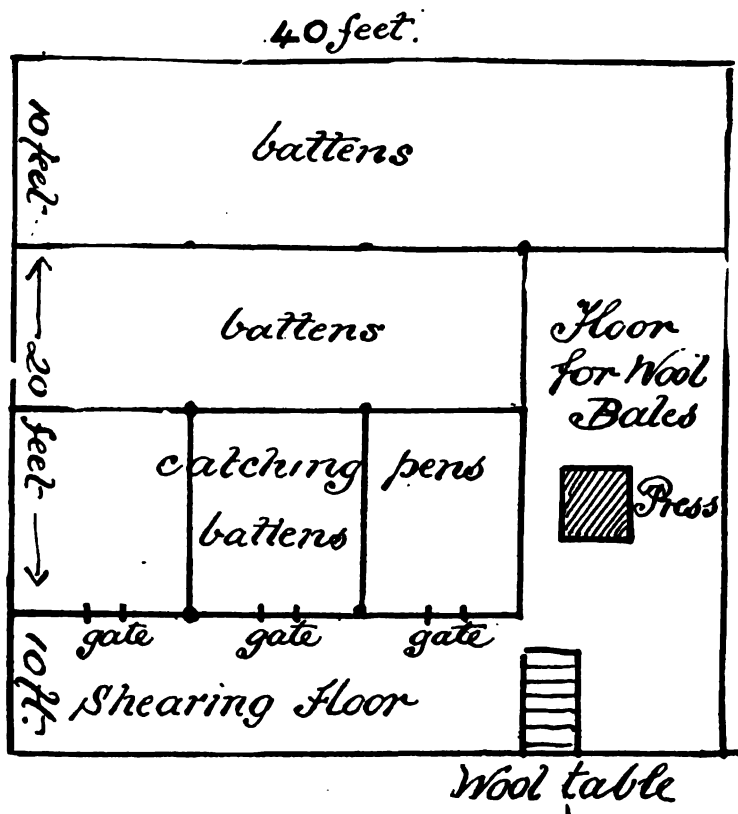 40 feet.
10 feet
battens
20 feet
battens
Floor
for Wool
Bales
catching pens
battens
Press
gate gate gate
10 ft.
Shearing Floor
Wool table